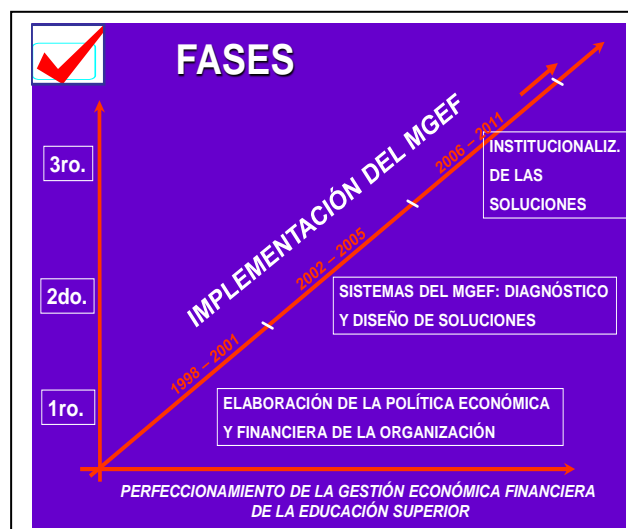 FASES
IMPLEMENTACIÓN DEL MGEF
3ro.
2006 – 2011
INSTITUCIONALIZ.
DE LAS
SOLUCIONES
2do.
2002 – 2005
SISTEMAS DEL MGEF: DIAGNÓSTICO
Y DISEÑO DE SOLUCIONES
1ro.
1998 – 2001
ELABORACIÓN DE LA POLÍTICA ECONÓMICA
Y FINANCIERA DE LA ORGANIZACIÓN
PERFECCIONAMIENTO DE LA GESTIÓN ECONÓMICA FINANCIERA
DE LA EDUCACIÓN SUPERIOR